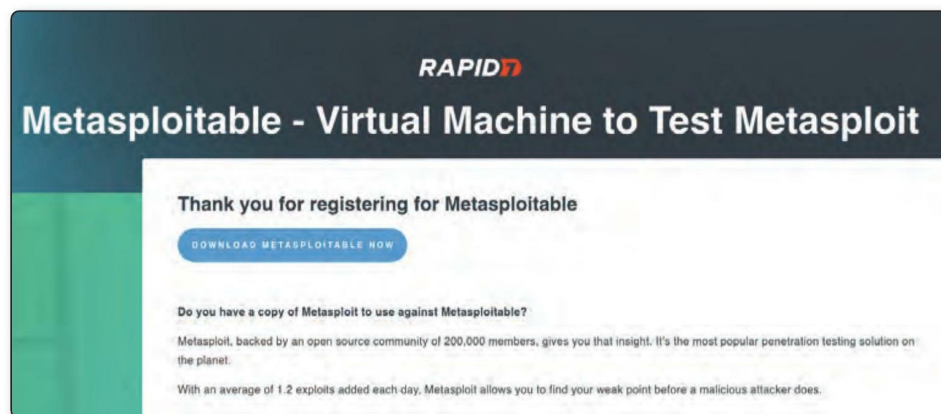 RAPID7
Metasploitable - Virtual Machine to Test Metasploit
Thank you for registering for Metasploitable
DOWNLOAD METASPLOITABLE NOW
Do you have a copy of Metasploit to use against Metasploitable?
Metasploit, backed by an open source community of 200,000 members, gives you that insight. It's the most popular penetration testing solution on
the planet.
With an average of 1.2 exploits added each day, Metasploit allows you to find your weak point before a malicious attacker does.